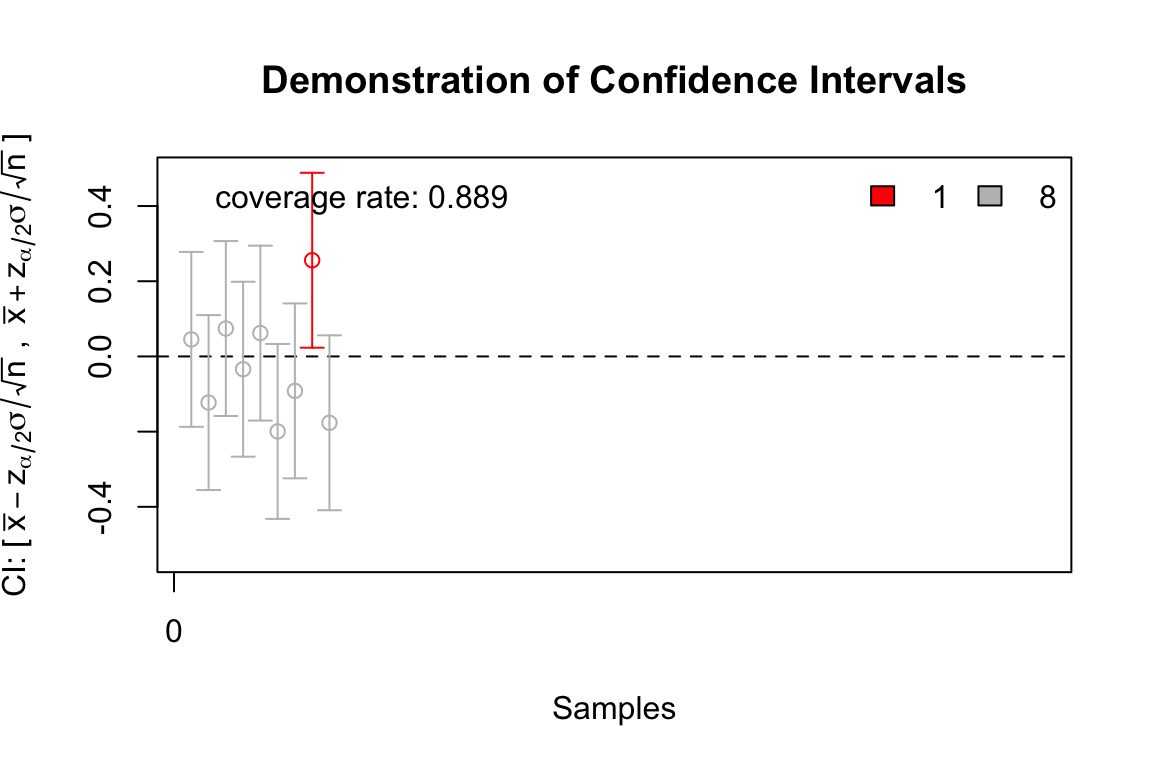 Demonstration of Confidence Intervals
CI: [ x̄ − zα/2σ/√n , x̄ + zα/2σ/√n ]
0.4
0.2
0.0
-0.4
coverage rate: 0.889
1
8
0
Samples